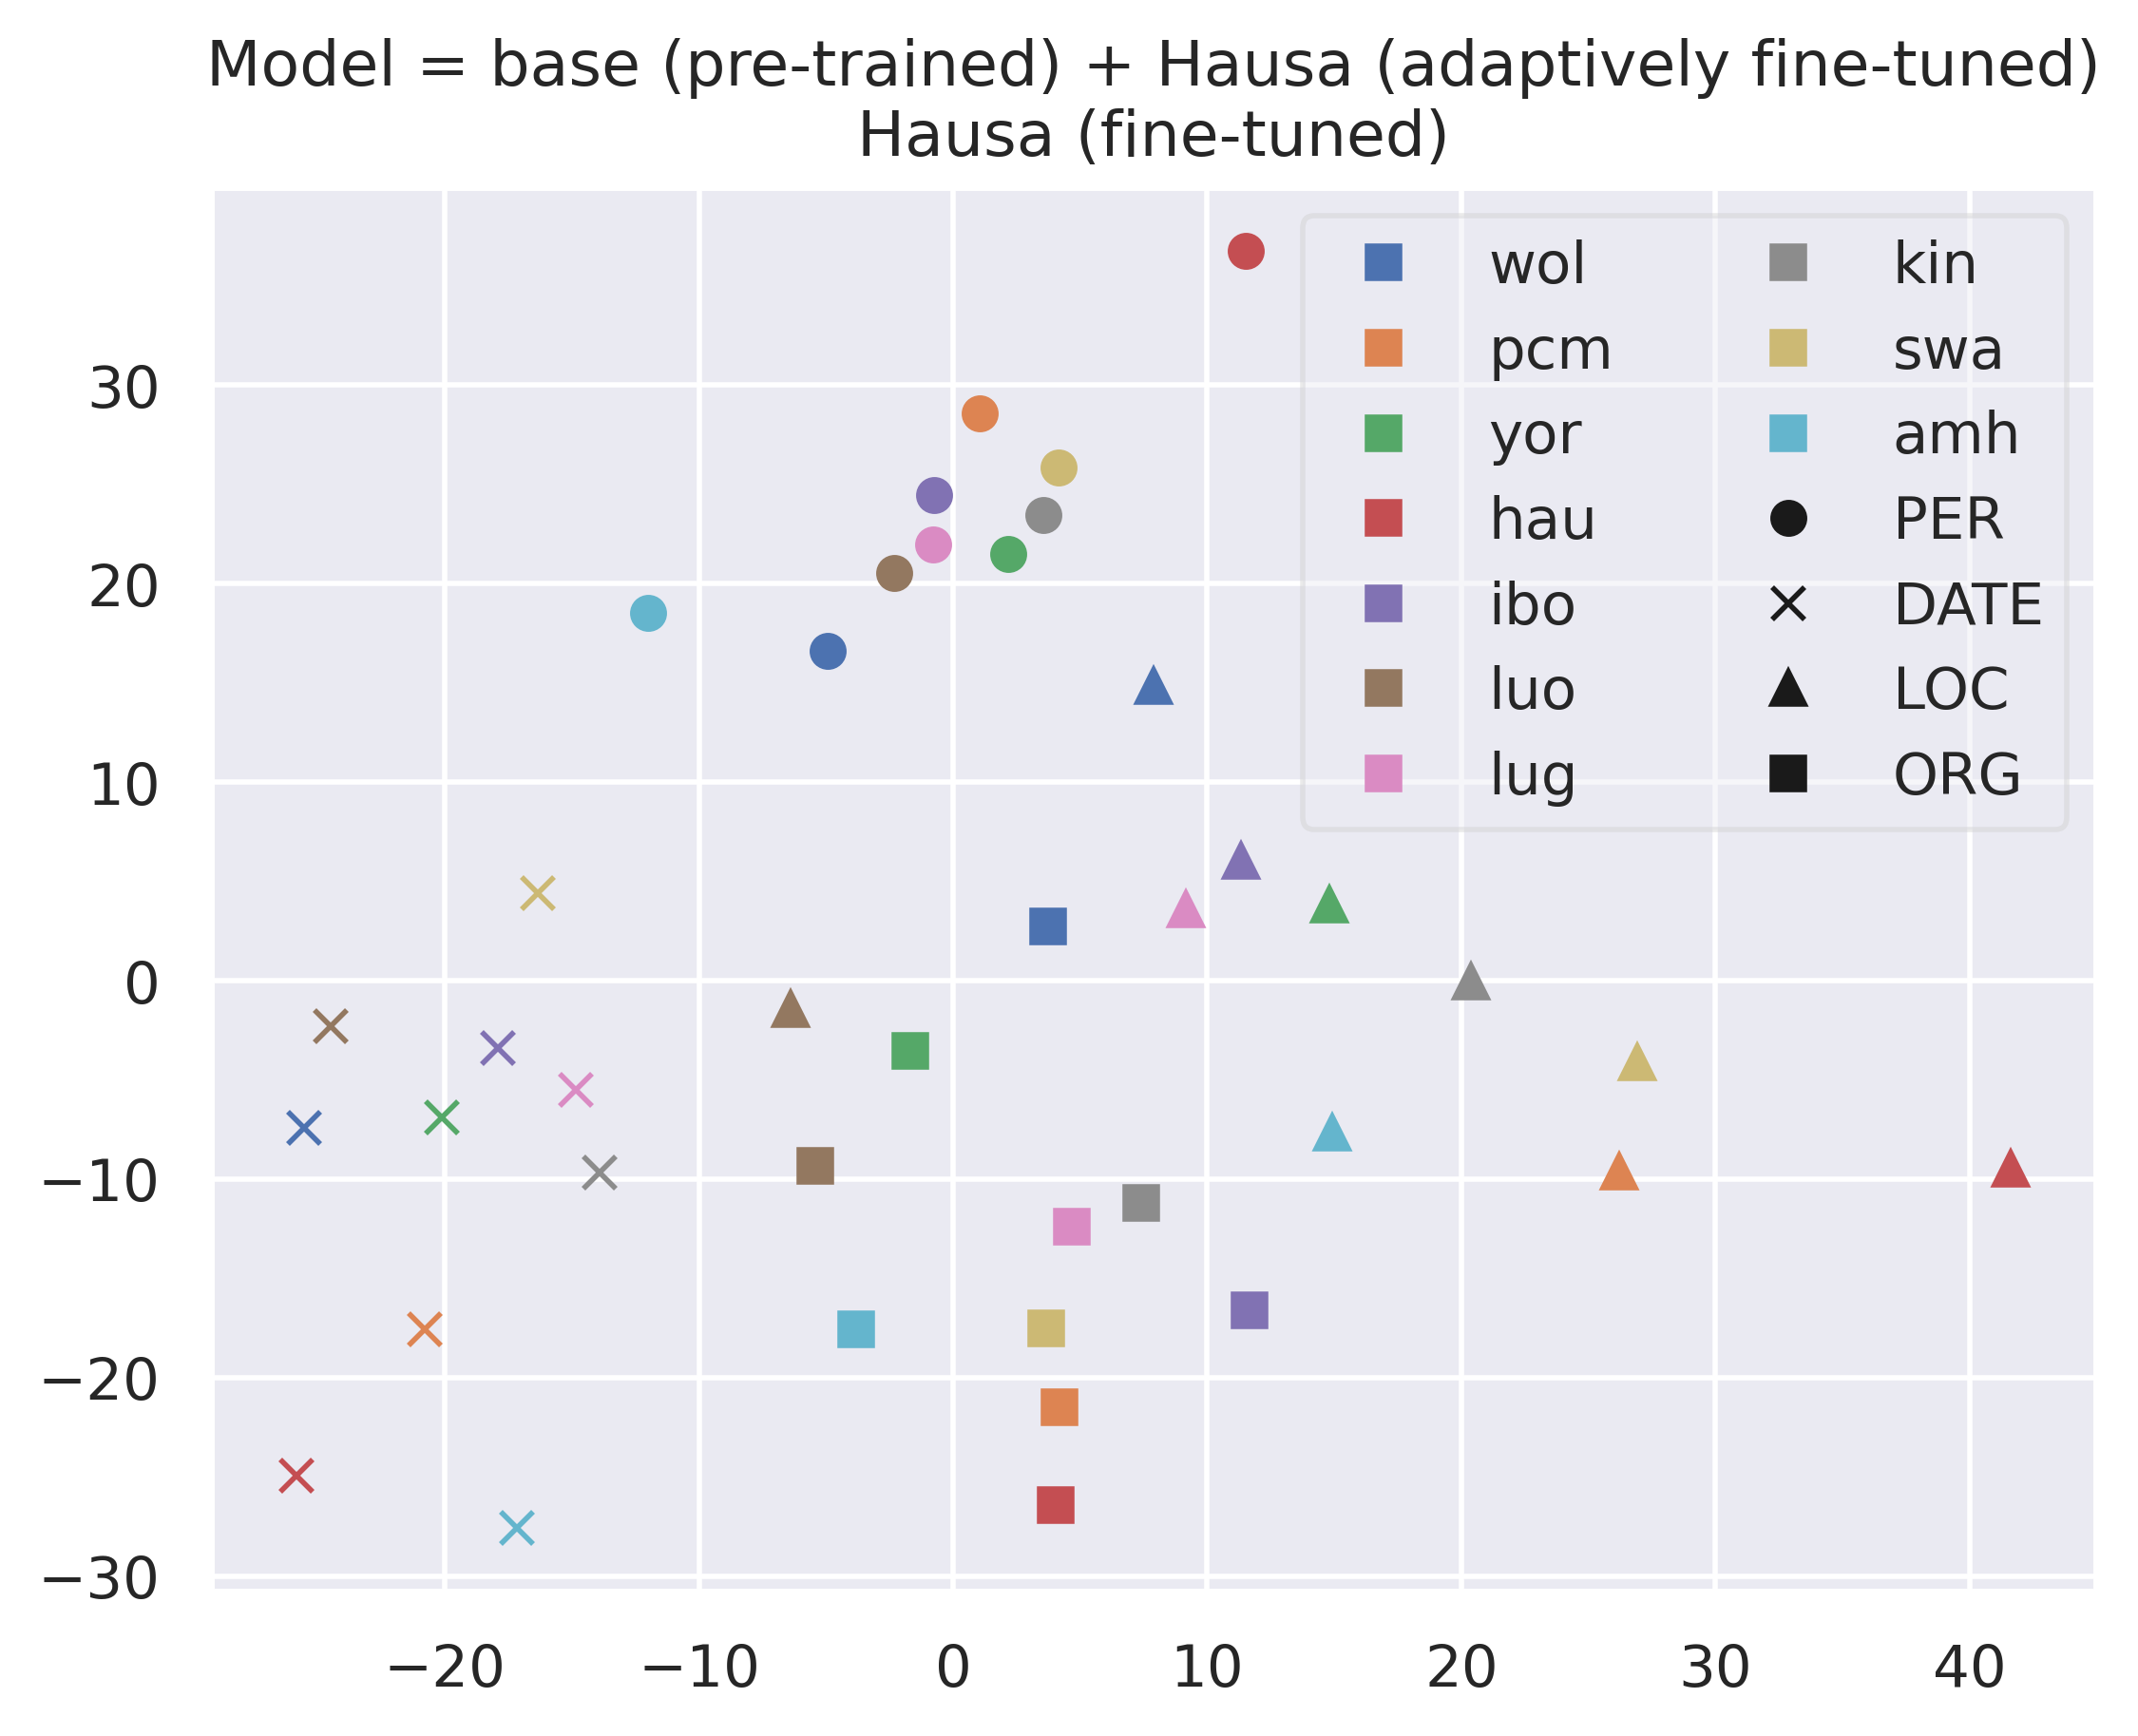 Model = base (pre-trained) + Hausa (adaptively fine-tuned)
Hausa (fine-tuned)
wol
pcm
yor
hau
ibo
luo
lug
kin
swa
amh
PER
DATE
LOC
ORG
30
20
10
0
−10
−20
−30
−20 −10 0 10 20 30 40